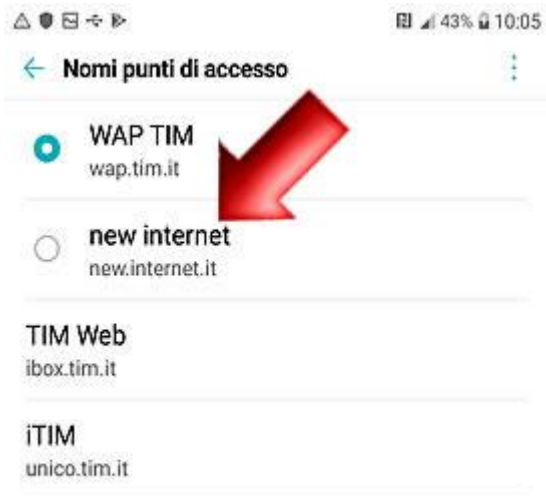 43% 10:05
Nomi punti di accesso
WAP TIM
wap.tim.it
new internet
new.internet.it
TIM Web
ibox.tim.it
iTIM
unico.tim.it